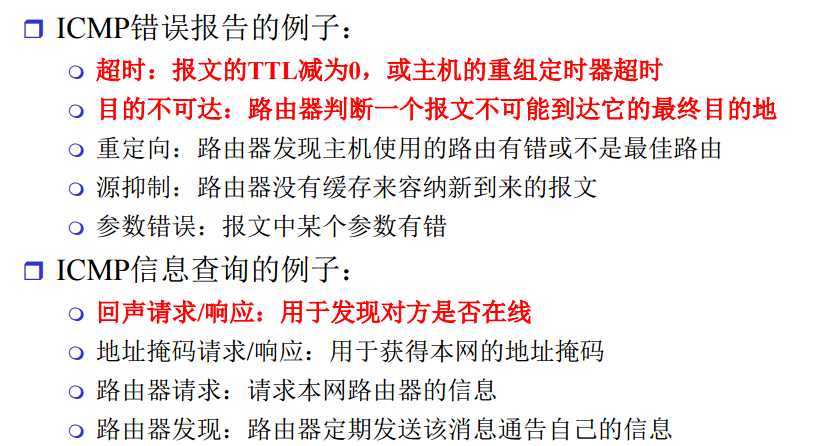 ICMP错误报告的例子：
超时：报文的TTL减为0，或主机的重组定时器超时
目的不可达：路由器判断一个报文不可能到达它的最终目的地
重定向：路由器发现主机使用的路由有错或不是最佳路由
源抑制：路由器没有缓存来容纳新到来的报文
参数错误：报文中某个参数有错
ICMP信息查询的例子：
回声请求/响应：用于发现对方是否在线
地址掩码请求/响应：用于获得本网的地址掩码
路由器请求：请求本网路由器的信息
路由器发现：路由器定期发送该消息通告自己的信息